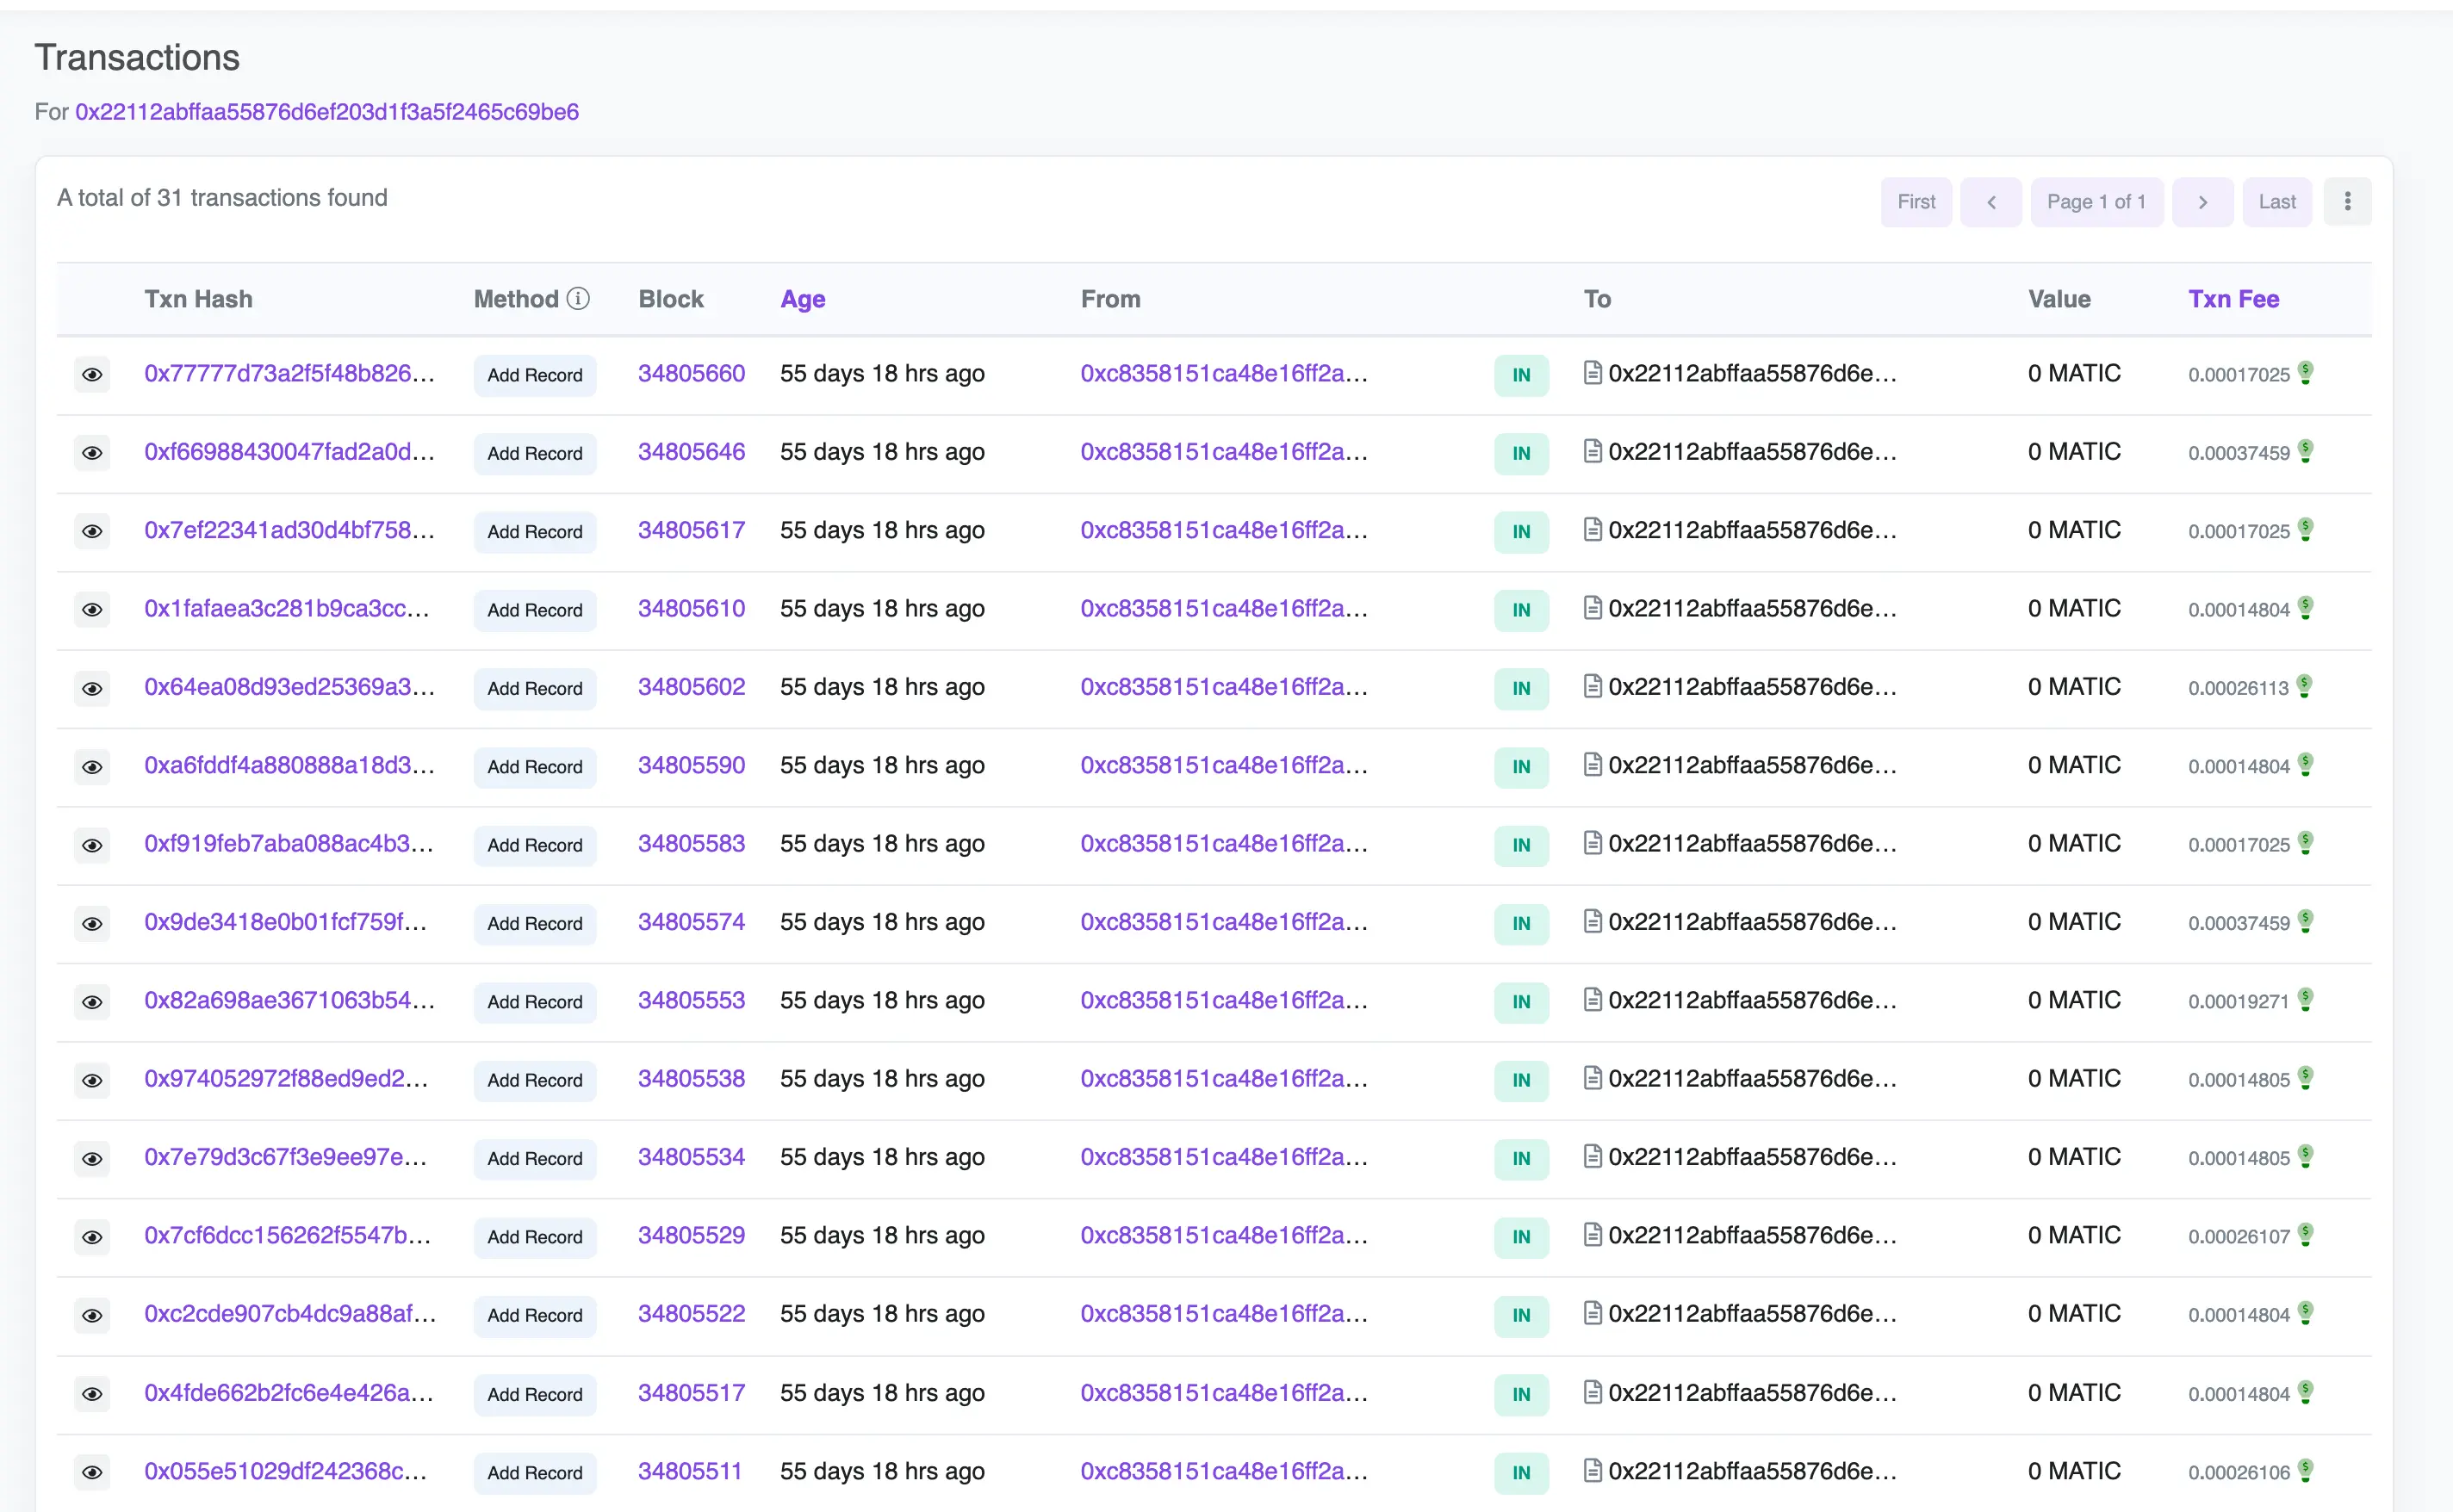 Transactions
For 0x22112abffaa55876d6ef203d1f3a5f2465c69be6
A total of 31 transactions found
First < Page 1 of 1 > Last
Txn Hash Method Block Age From To Value Txn Fee
0x77777d73a2f5f48b826... Add Record 34805660 55 days 18 hrs ago 0xc8358151ca48e16ff2a... IN 0x22112abffaa55876d6e... 0 MATIC 0.00017025
0xf66988430047fad2a0d... Add Record 34805646 55 days 18 hrs ago 0xc8358151ca48e16ff2a... IN 0x22112abffaa55876d6e... 0 MATIC 0.00037459
0x7ef22341ad30d4bf758... Add Record 34805617 55 days 18 hrs ago 0xc8358151ca48e16ff2a... IN 0x22112abffaa55876d6e... 0 MATIC 0.00017025
0x1fafaea3c281b9ca3cc... Add Record 34805610 55 days 18 hrs ago 0xc8358151ca48e16ff2a... IN 0x22112abffaa55876d6e... 0 MATIC 0.00014804
0x64ea08d93ed25369a3... Add Record 34805602 55 days 18 hrs ago 0xc8358151ca48e16ff2a... IN 0x22112abffaa55876d6e... 0 MATIC 0.00026113
0xa6fddf4a880888a18d3... Add Record 34805590 55 days 18 hrs ago 0xc8358151ca48e16ff2a... IN 0x22112abffaa55876d6e... 0 MATIC 0.00014804
0xf919feb7aba088ac4b3... Add Record 34805583 55 days 18 hrs ago 0xc8358151ca48e16ff2a... IN 0x22112abffaa55876d6e... 0 MATIC 0.00017025
0x9de3418e0b01fcf759f... Add Record 34805574 55 days 18 hrs ago 0xc8358151ca48e16ff2a... IN 0x22112abffaa55876d6e... 0 MATIC 0.00037459
0x82a698ae3671063b54... Add Record 34805553 55 days 18 hrs ago 0xc8358151ca48e16ff2a... IN 0x22112abffaa55876d6e... 0 MATIC 0.00019271
0x974052972f88ed9ed2... Add Record 34805538 55 days 18 hrs ago 0xc8358151ca48e16ff2a... IN 0x22112abffaa55876d6e... 0 MATIC 0.00014805
0x7e79d3c67f3e9ee97e... Add Record 34805534 55 days 18 hrs ago 0xc8358151ca48e16ff2a... IN 0x22112abffaa55876d6e... 0 MATIC 0.00014805
0x7cf6dcc156262f5547b... Add Record 34805529 55 days 18 hrs ago 0xc8358151ca48e16ff2a... IN 0x22112abffaa55876d6e... 0 MATIC 0.00026107
0xc2cde907cb4dc9a88af... Add Record 34805522 55 days 18 hrs ago 0xc8358151ca48e16ff2a... IN 0x22112abffaa55876d6e... 0 MATIC 0.00014804
0x4fde662b2fc6e4e426a... Add Record 34805517 55 days 18 hrs ago 0xc8358151ca48e16ff2a... IN 0x22112abffaa55876d6e... 0 MATIC 0.00014804
0x055e51029df242368c... Add Record 34805511 55 days 18 hrs ago 0xc8358151ca48e16ff2a... IN 0x22112abffaa55876d6e... 0 MATIC 0.00026106